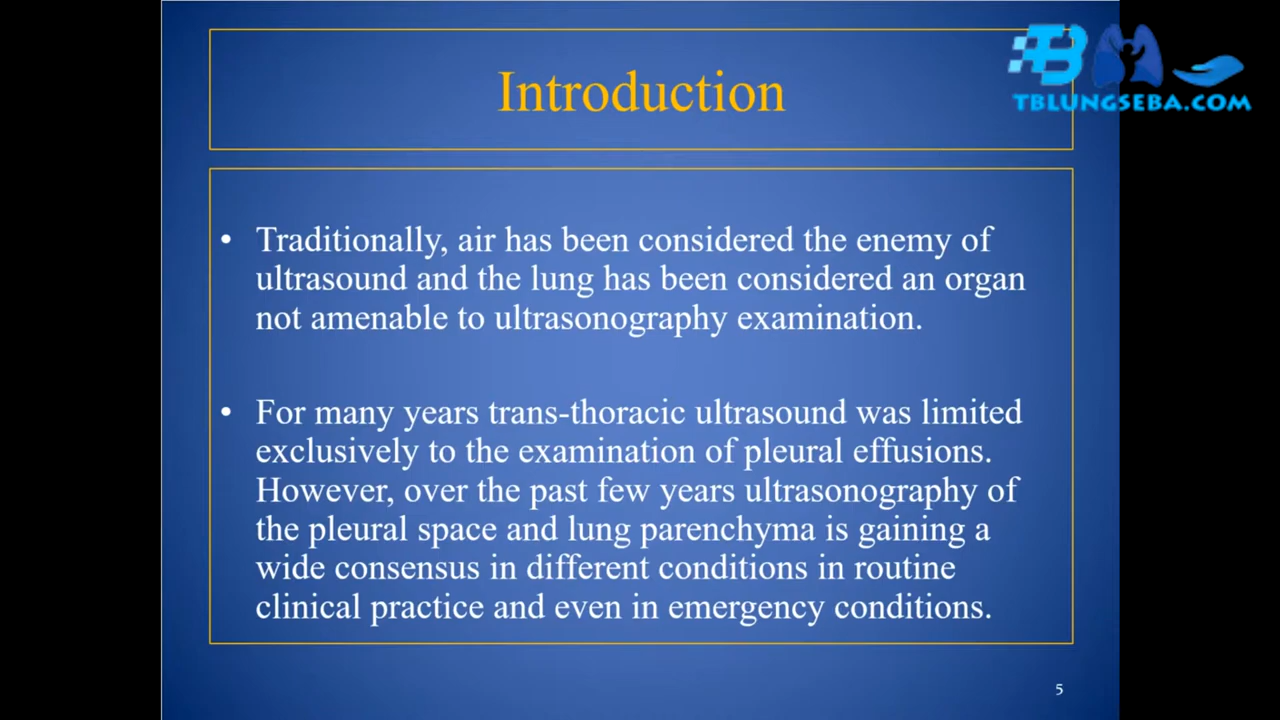 Introduction
TB
TBLUNGSEBA.COM
• Traditionally, air has been considered the enemy of
ultrasound and the lung has been considered an organ
not amenable to ultrasonography examination.
• For many years trans-thoracic ultrasound was limited
exclusively to the examination of pleural effusions.
However, over the past few years ultrasonography of
the pleural space and lung parenchyma is gaining a
wide consensus in different conditions in routine
clinical practice and even in emergency conditions.
5